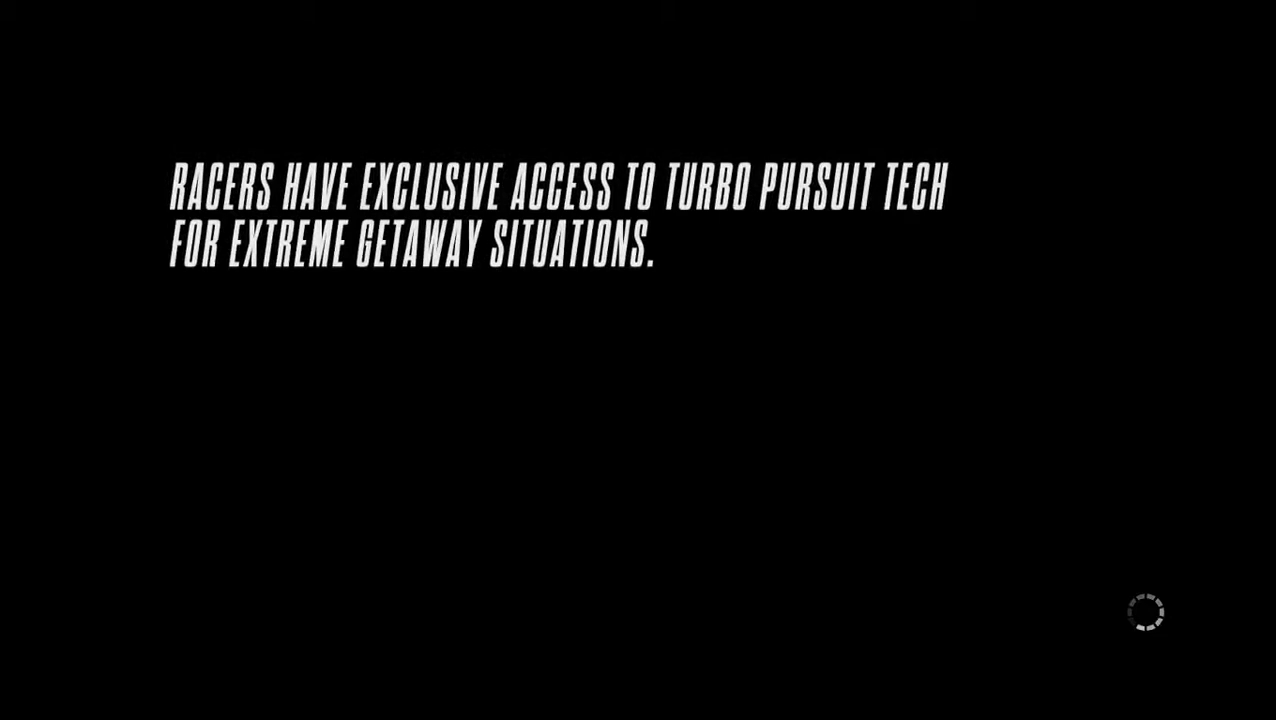 RACERS HAVE EXCLUSIVE ACCESS TO TURBO PURSUIT TECH
FOR EXTREME GETAWAY SITUATIONS.